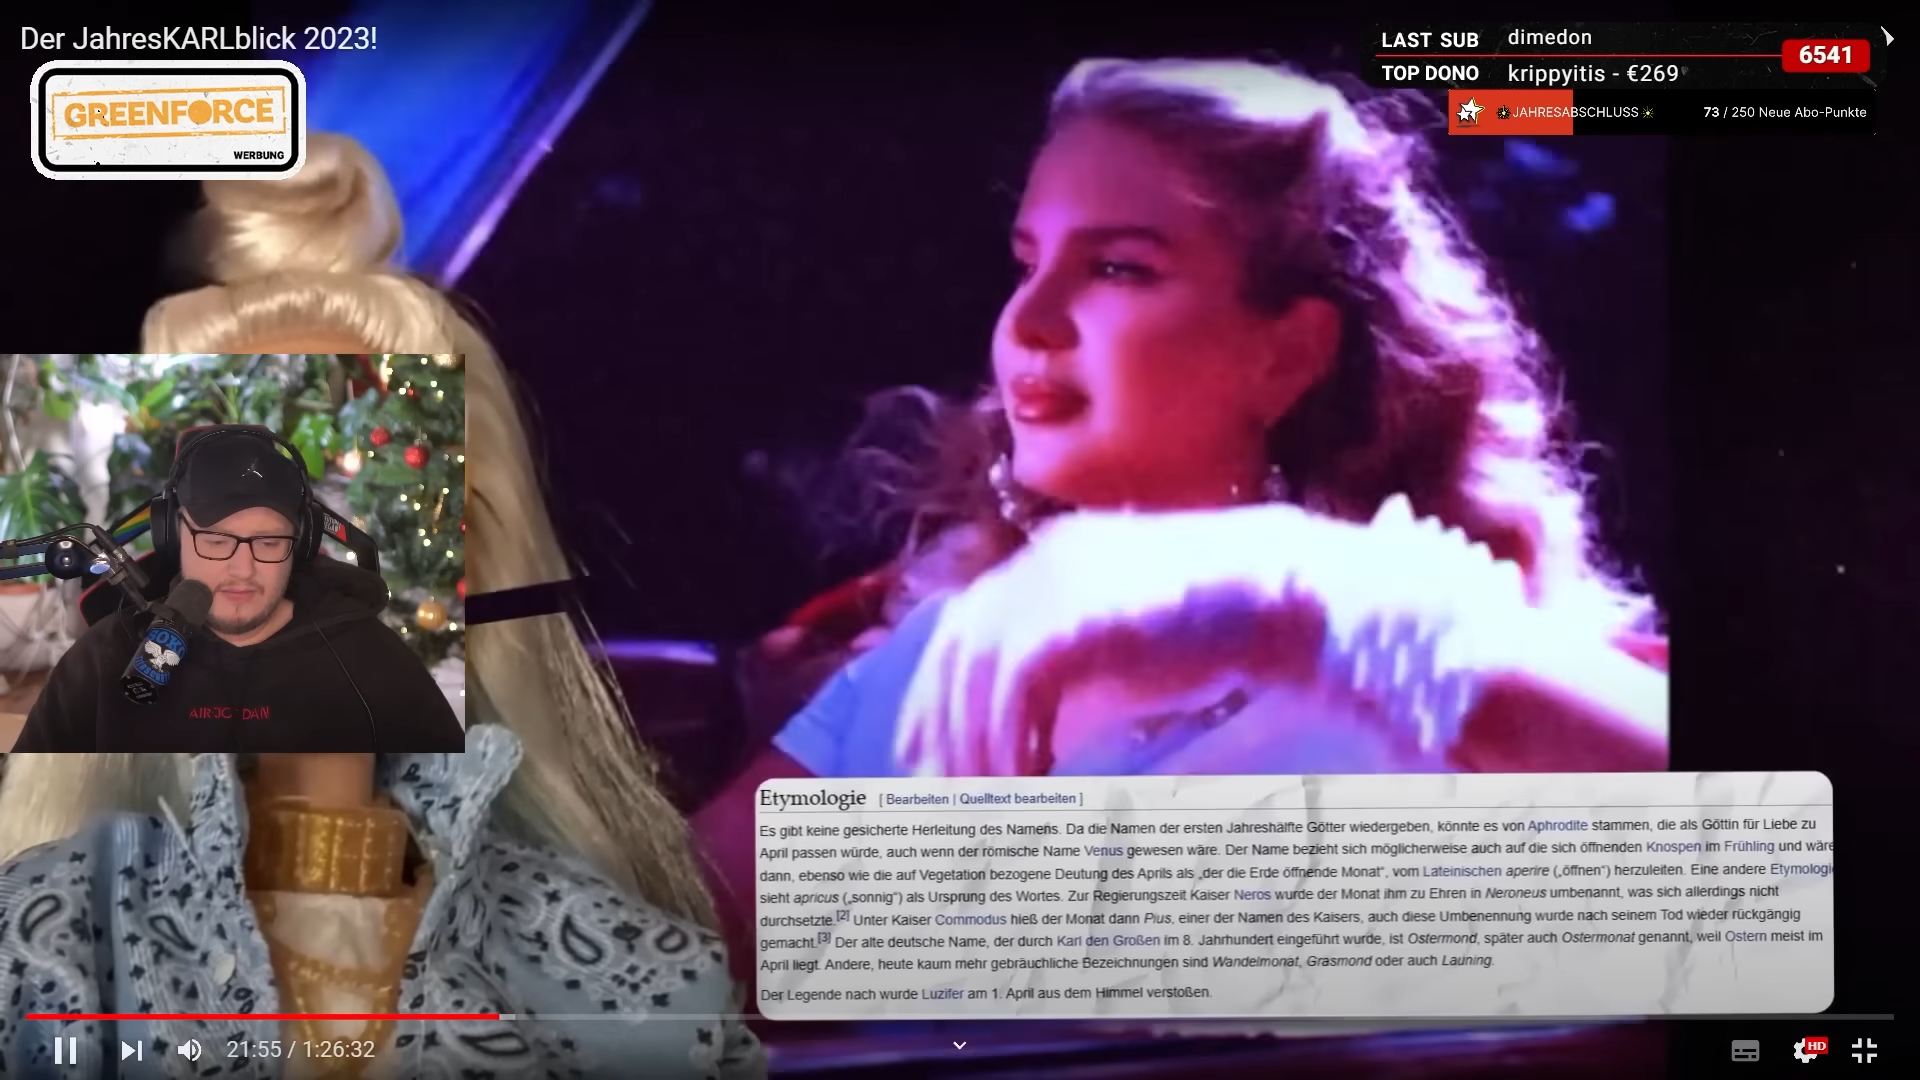 Der JahresKARLblick 2023!
GREENFORCE
WERBUNG
LAST SUB dimedon
TOP DONO krippyitis - €269
6541
JAHRESABSCHLUSS 73 / 250 Neue Abo-Punkte
AIR JORDAN
Etymologie [ Bearbeiten | Quelltext bearbeiten ]
Es gibt keine gesicherte Herleitung des Namens. Da die Namen der ersten Jahreshälfte Götter wiedergeben, könnte es von Aphrodite stammen, die als Göttin für Liebe zu
April passen würde, auch wenn der römische Name Venus gewesen wäre. Der Name bezieht sich möglicherweise auch auf die sich öffnenden Knospen im Frühling und wäre
dann, ebenso wie die auf Vegetation bezogene Deutung des Aprils als „der die Erde öffnende Monat“, vom Lateinischen aperire („öffnen“) herzuleiten. Eine andere Etymologi
sieht apricus („sonnig“) als Ursprung des Wortes. Zur Regierungszeit Kaiser Neros wurde der Monat ihm zu Ehren in Neroneus umbenannt, was sich allerdings nicht
durchsetzte.[2] Unter Kaiser Commodus hieß der Monat dann Pius, einer der Namen des Kaisers, auch diese Umbenennung wurde nach seinem Tod wieder rückgängig
gemacht.[3] Der alte deutsche Name, der durch Karl den Großen im 8. Jahrhundert eingeführt wurde, ist Ostermond, später auch Ostermonat genannt, weil Ostern meist im
April liegt. Andere, heute kaum mehr gebräuchliche Bezeichnungen sind Wandelmonat, Grasmond oder auch Launing.
Der Legende nach wurde Luzifer am 1. April aus dem Himmel verstoßen.
21:55 / 1:26:32
HD